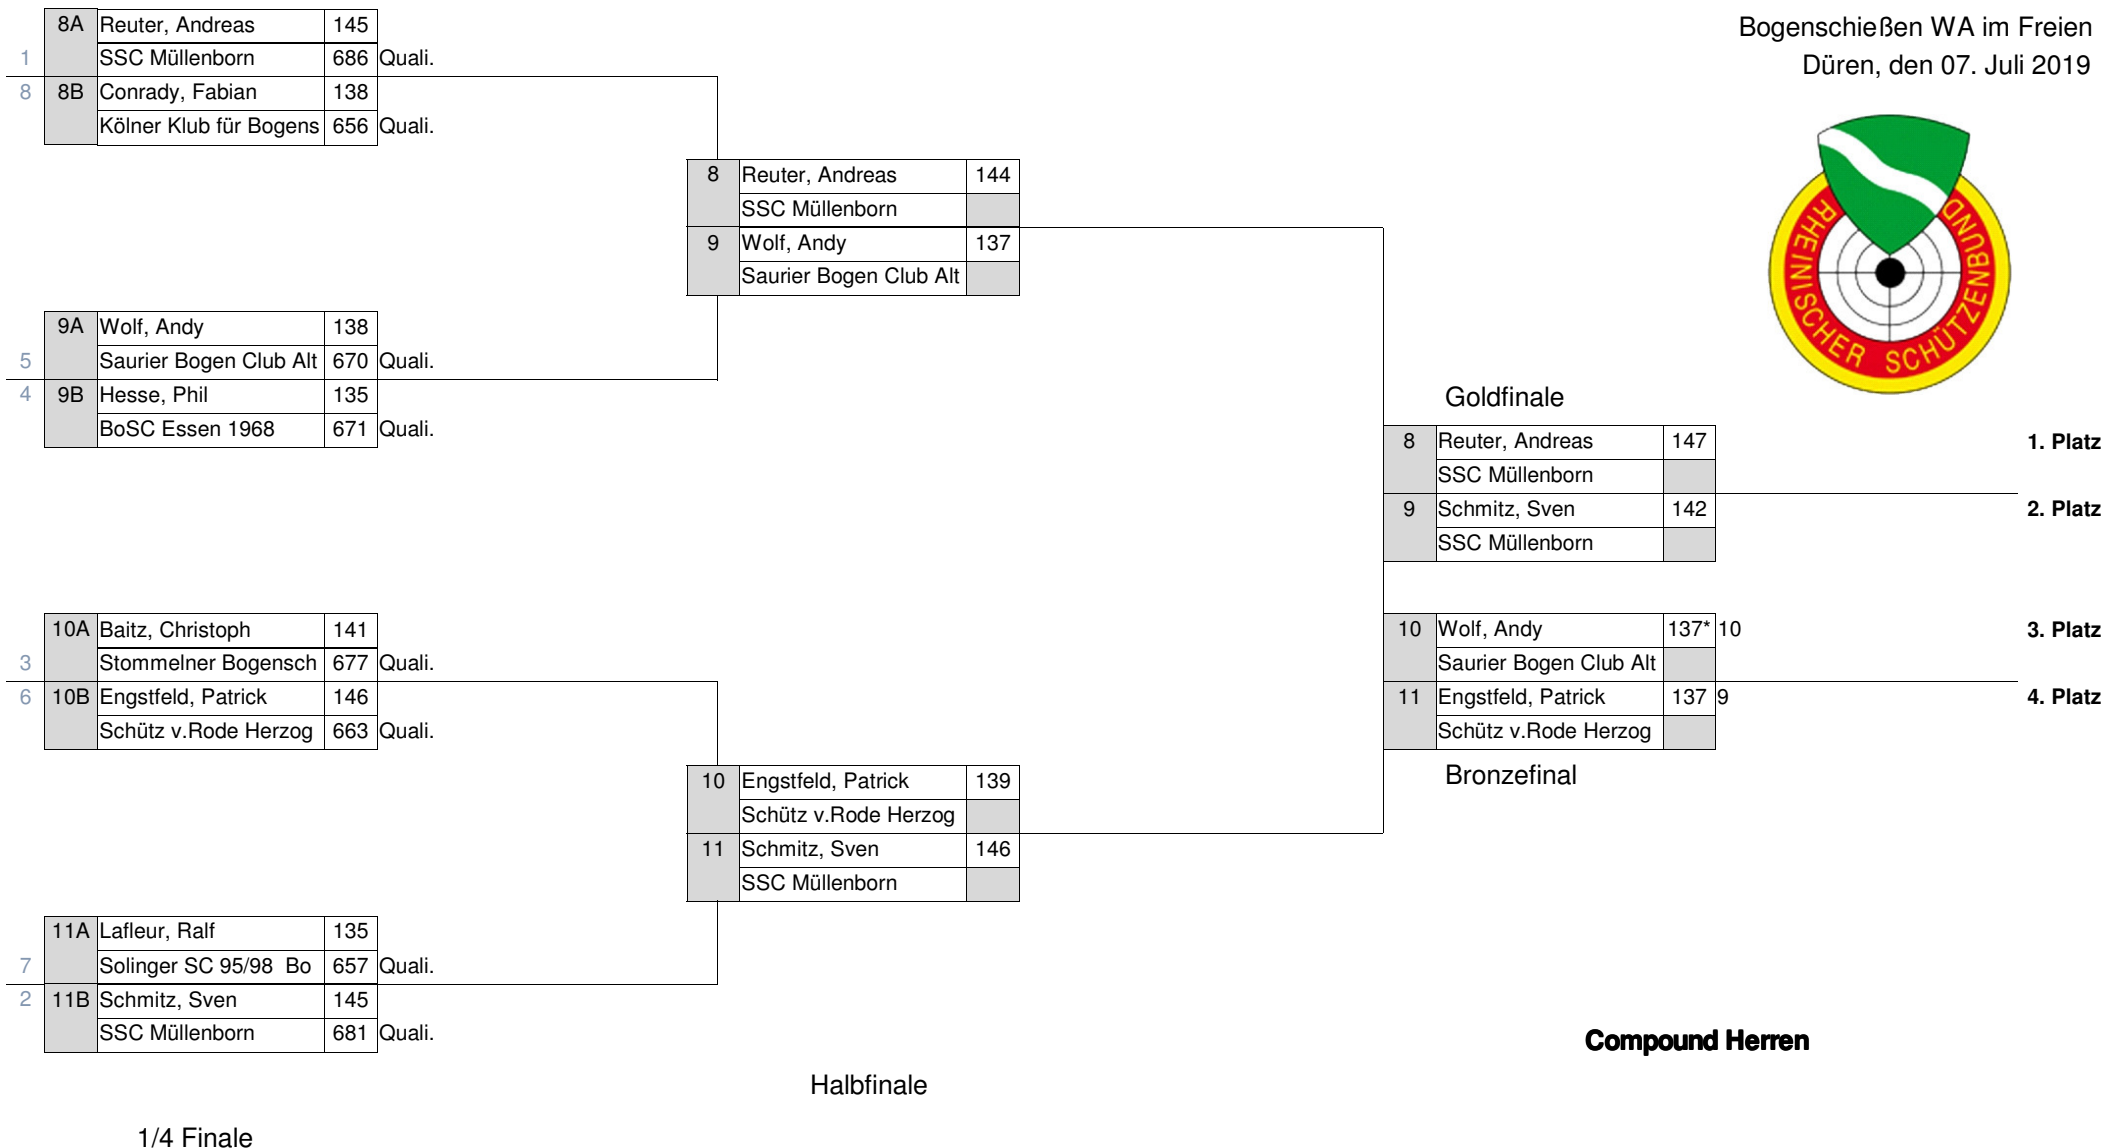 Bogenschießen WA im Freien
Düren, den 07. Juli 2019
RHEINISCHER SCHÜTZENBUND
8A Reuter, Andreas 145
1 SSC Müllenborn 686 Quali.
8 8B Conrady, Fabian 138
Kölner Klub für Bogens 656 Quali.
9A Wolf, Andy 138
5 Saurier Bogen Club Alt 670 Quali.
4 9B Hesse, Phil 135
BoSC Essen 1968 671 Quali.
10A Baitz, Christoph 141
3 Stommelner Bogensch 677 Quali.
6 10B Engstfeld, Patrick 146
Schütz v.Rode Herzog 663 Quali.
11A Lafleur, Ralf 135
7 Solinger SC 95/98 Bo 657 Quali.
2 11B Schmitz, Sven 145
SSC Müllenborn 681 Quali.
1/4 Finale
8 Reuter, Andreas 144
SSC Müllenborn
9 Wolf, Andy 137
Saurier Bogen Club Alt
10 Engstfeld, Patrick 139
Schütz v.Rode Herzog
11 Schmitz, Sven 146
SSC Müllenborn
Halbfinale
Goldfinale
8 Reuter, Andreas 147 1. Platz
SSC Müllenborn
9 Schmitz, Sven 142 2. Platz
SSC Müllenborn
10 Wolf, Andy 137* 10 3. Platz
Saurier Bogen Club Alt
11 Engstfeld, Patrick 137 9 4. Platz
Schütz v.Rode Herzog
Bronzefinal
Compound Herren